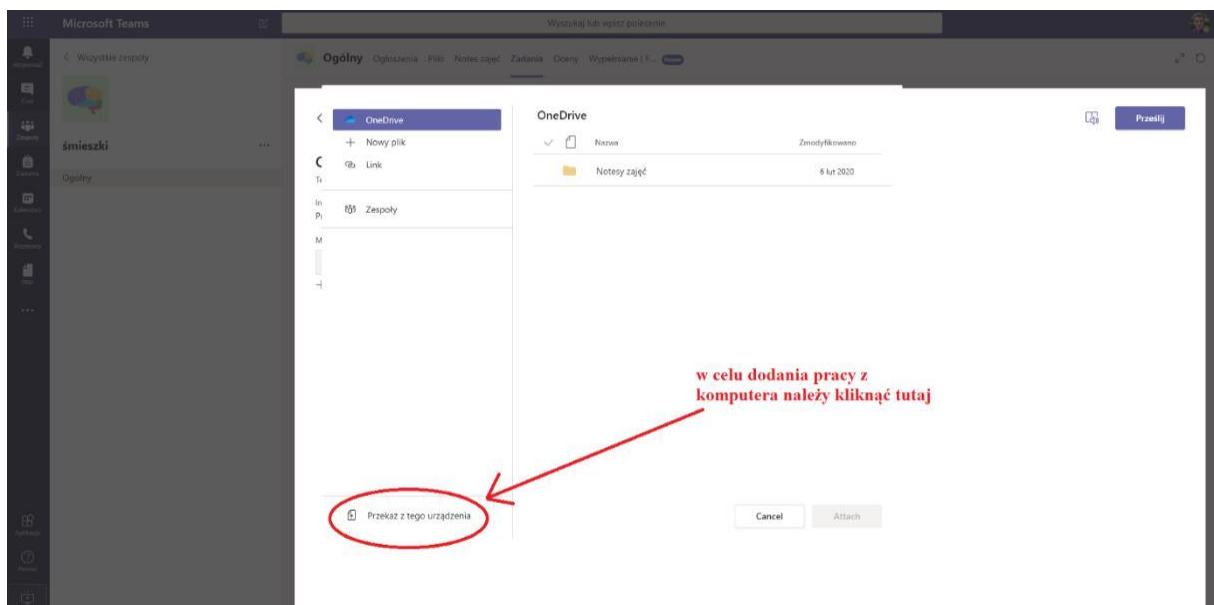 Microsoft Teams
Wyszukaj lub wpisz polecenie
Wszystkie zespoły
śmieszki
Ogólny
Ogólny Ogłoszenia Pliki Notes zajęć Zadania Oceny
OneDrive
Nowy plik
Link
Zespoły
Przekaż z tego urządzenia
OneDrive
Nazwa Zmodyfikowano
Notesy zajęć 6 lut 2020
Prześlij
w celu dodania pracy z
komputera należy kliknąć tutaj
Cancel Attach